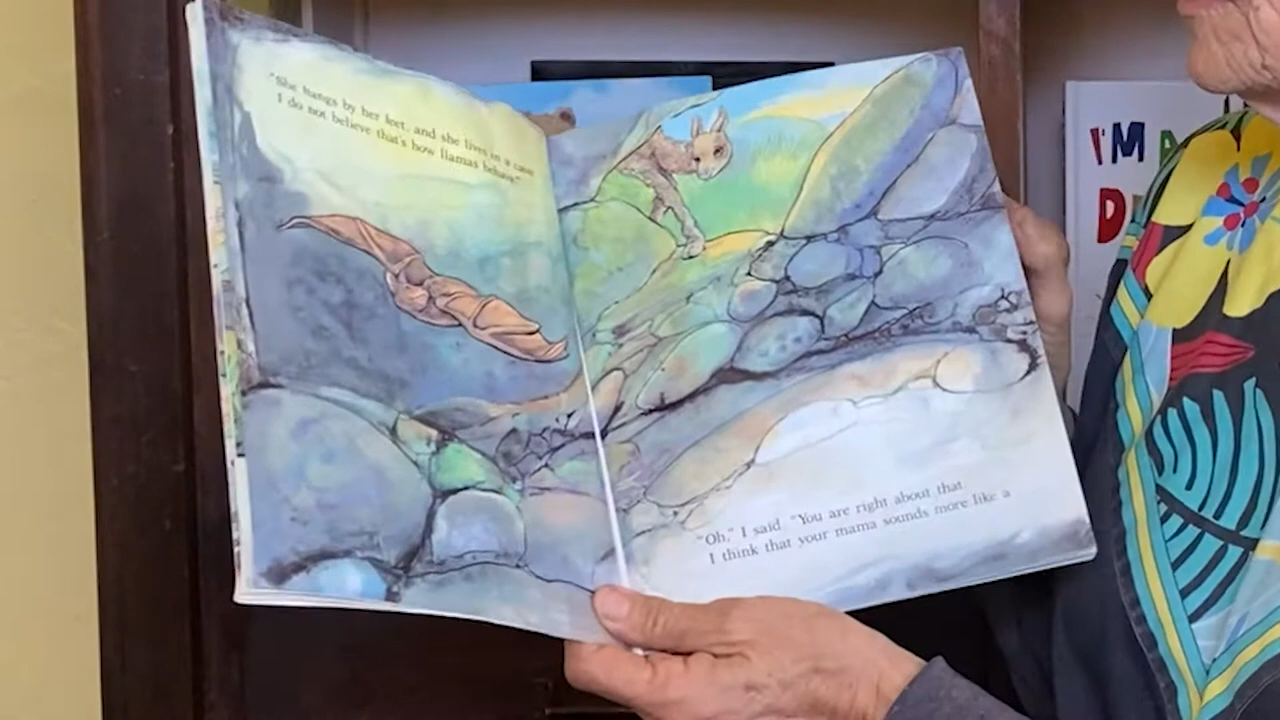 "She hangs by her feet, and she lives in a cave
I do not believe that's how llamas behave."
"Oh," I said. "You are right about that.
I think that your mama sounds more like a
I'M A
D